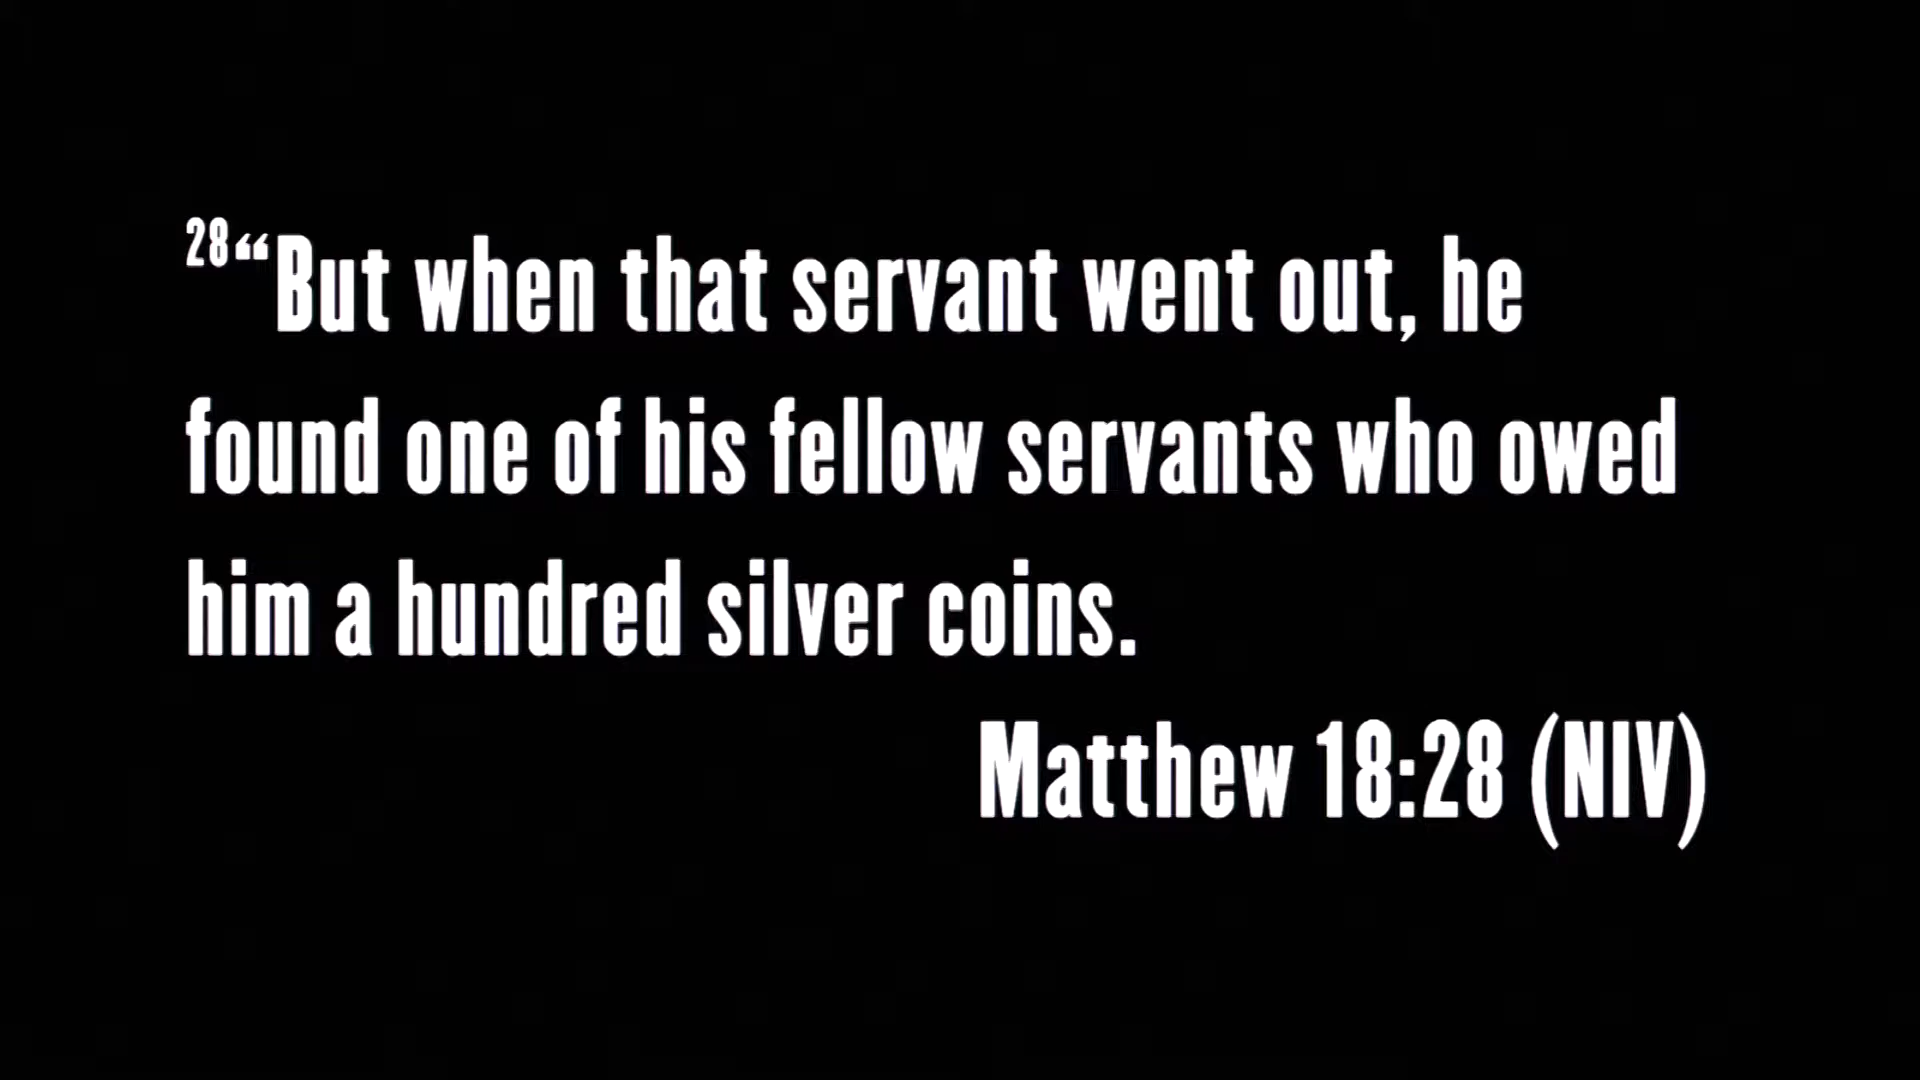 28“But when that servant went out, he
found one of his fellow servants who owed
him a hundred silver coins.
Matthew 18:28 (NIV)